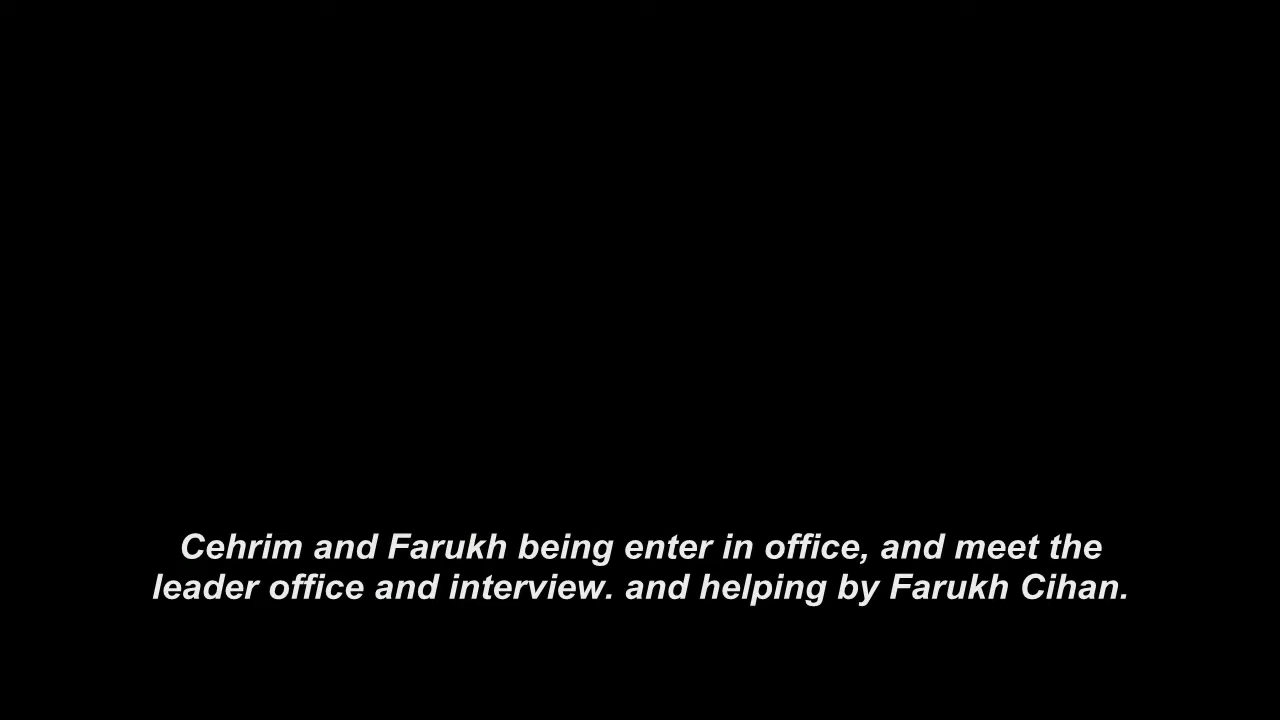 Cehrim and Farukh being enter in office, and meet the
leader office and interview. and helping by Farukh Cihan.